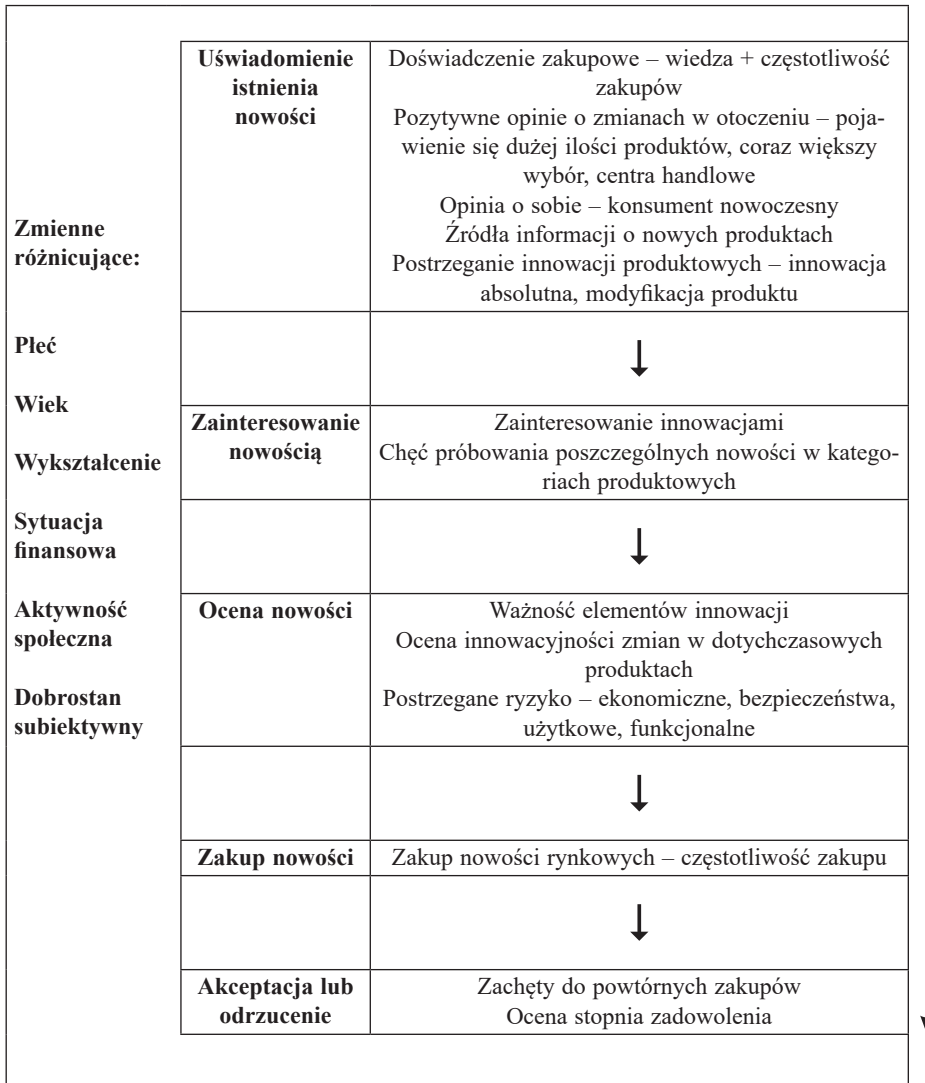 Zmienne
różnicujące:
Płeć
Wiek
Wykształcenie
Sytuacja
finansowa
Aktywność
społeczna
Dobrostan
subiektywny
Uświadomienie
istnienia
nowości
Doświadczenie zakupowe – wiedza + częstotliwość
zakupów
Pozytywne opinie o zmianach w otoczeniu – poja-
wienie się dużej ilości produktów, coraz większy
wybór, centra handlowe
Opinia o sobie – konsument nowoczesny
Źródła informacji o nowych produktach
Postrzeganie innowacji produktowych – innowacja
absolutna, modyfikacja produktu
Zainteresowanie
nowością
Zainteresowanie innowacjami
Chęć próbowania poszczególnych nowości w katego-
riach produktowych
Ocena nowości
Ważność elementów innowacji
Ocena innowacyjności zmian w dotychczasowych
produktach
Postrzegane ryzyko – ekonomiczne, bezpieczeństwa,
użytkowe, funkcjonalne
Zakup nowości
Zakup nowości rynkowych – częstotliwość zakupu
Akceptacja lub
odrzucenie
Zachęty do powtórnych zakupów
Ocena stopnia zadowolenia